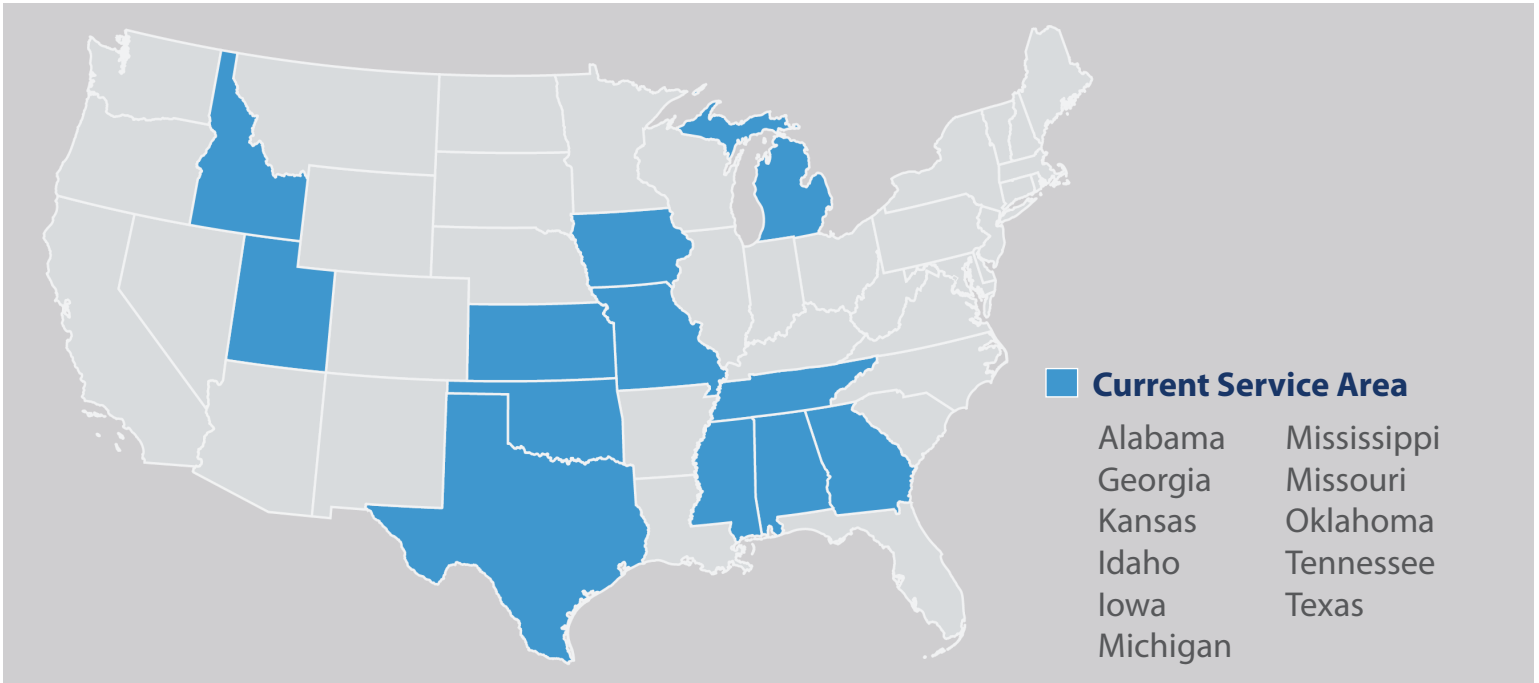 Current Service Area
Alabama
Georgia
Kansas
Idaho
Iowa
Michigan
Mississippi
Missouri
Oklahoma
Tennessee
Texas